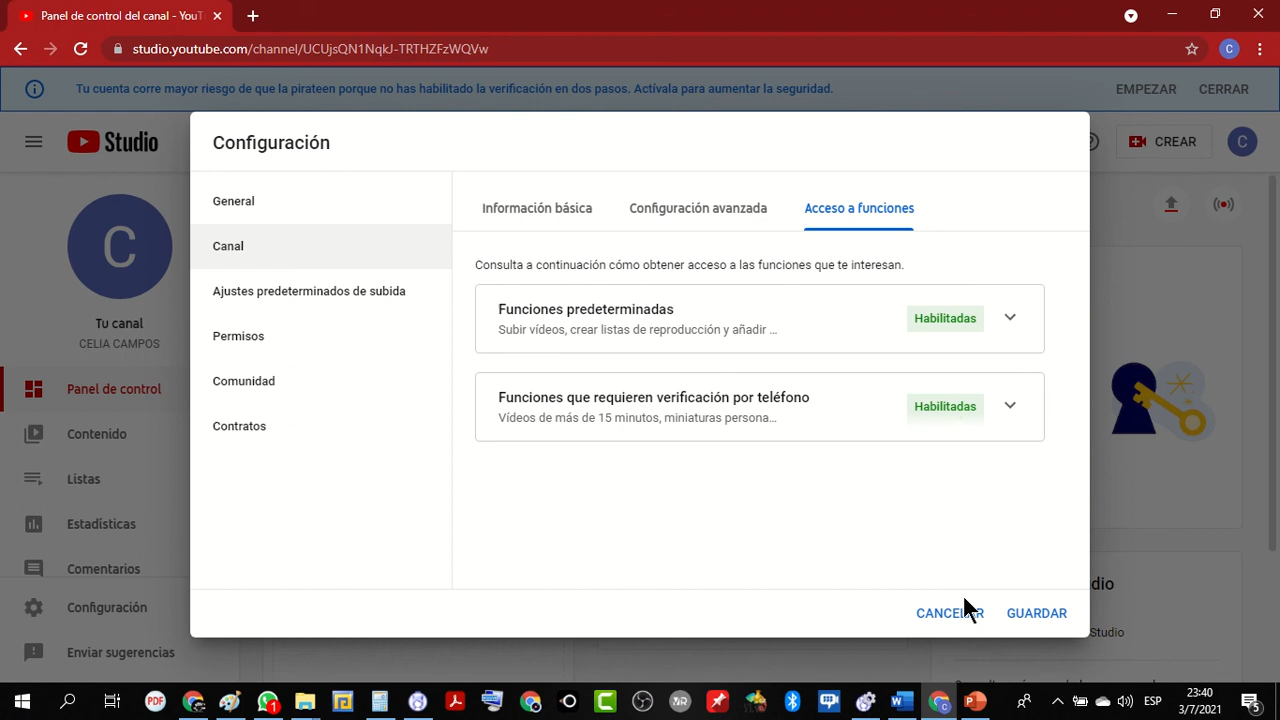 Panel de control del canal - YouT
studio.youtube.com/channel/UCUjsQN1NqkJ-TRTHZFzWQVw
C
Tu cuenta corre mayor riesgo de que la pirateen porque no has habilitado la verificación en dos pasos. Actívala para aumentar la seguridad.
EMPEZAR
CERRAR
Studio
CREAR
C
C
Tu canal
CELIA CAMPOS
Panel de control
Contenido
Listas
Estadísticas
Comentarios
Configuración
Enviar sugerencias
Configuración
General
Canal
Ajustes predeterminados de subida
Permisos
Comunidad
Contratos
Información básica
Configuración avanzada
Acceso a funciones
Consulta a continuación cómo obtener acceso a las funciones que te interesan.
Funciones predeterminadas
Subir vídeos, crear listas de reproducción y añadir ...
Habilitadas
Funciones que requieren verificación por teléfono
Vídeos de más de 15 minutos, miniaturas persona...
Habilitadas
CANCELAR
GUARDAR
Studio
PDF
1
ESP
23:40
3/7/2021
5